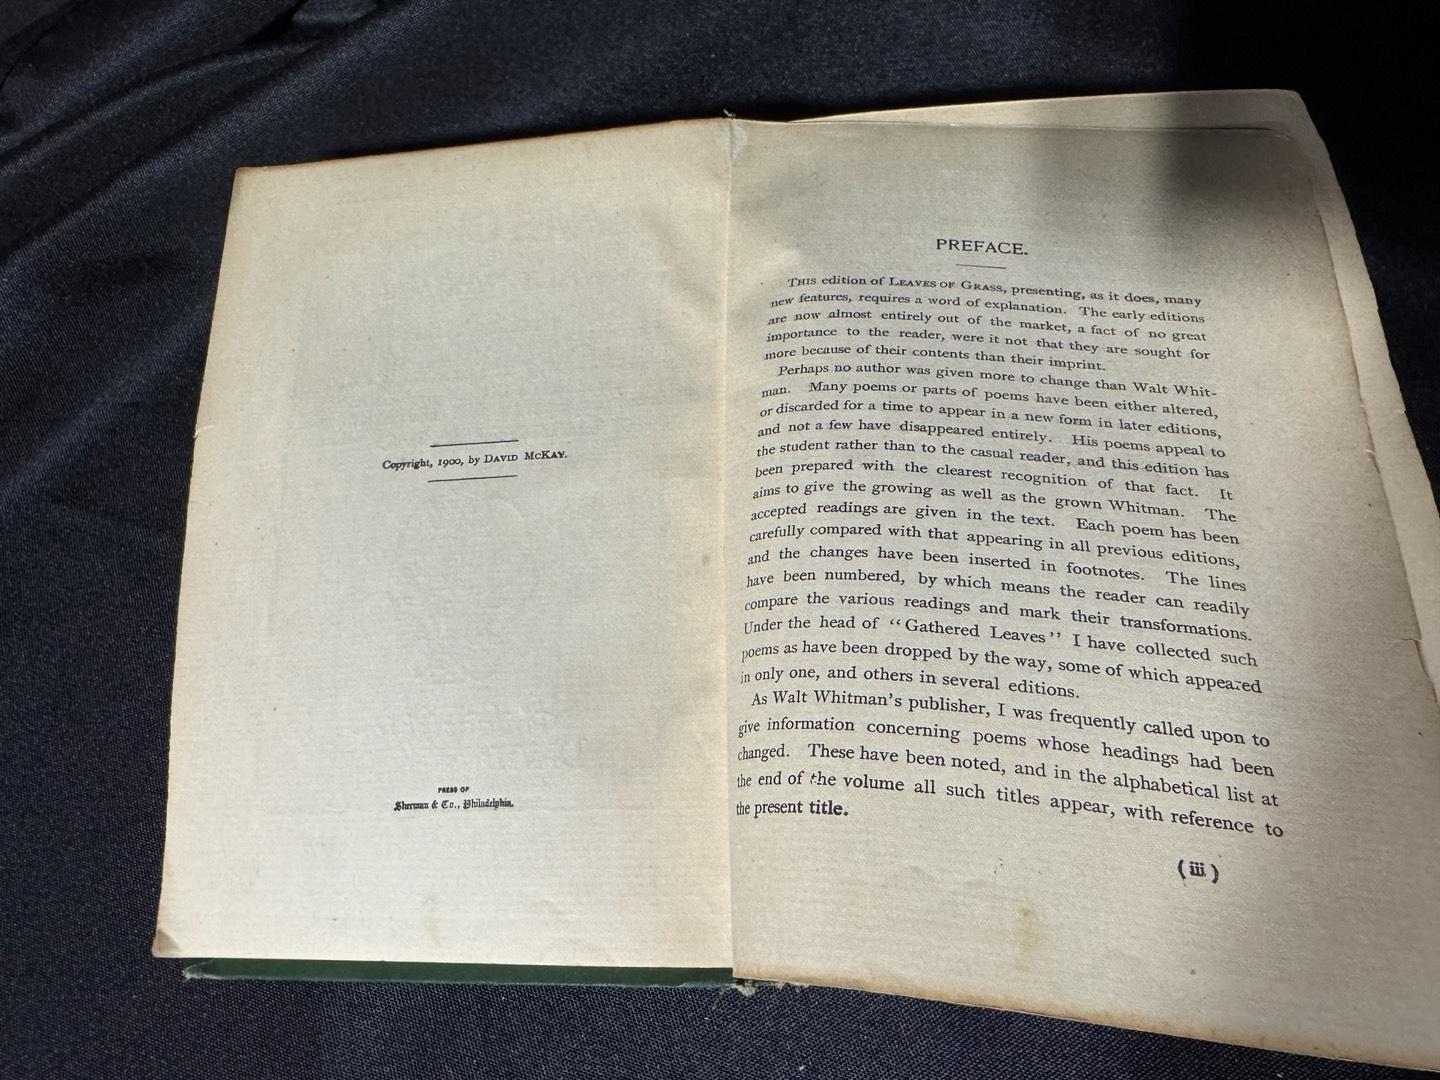 Copyright, 1900, by DAVID MCKAY.
PRESS OF
Sherman & Co., Philadelphia.
PREFACE.
THIS edition of LEAVES OF GRASS, presenting, as it does, many
new features, requires a word of explanation. The early editions
are now almost entirely out of the market, a fact of no great
importance to the reader, were it not that they are sought for
more because of their contents than their imprint.
Perhaps no author was given more to change than Walt Whit-
man. Many poems or parts of poems have been either altered,
or discarded for a time to appear in a new form in later editions,
and not a few have disappeared entirely. His poems appeal to
the student rather than to the casual reader, and this edition has
been prepared with the clearest recognition of that fact. It
aims to give the growing as well as the grown Whitman. The
accepted readings are given in the text. Each poem has been
carefully compared with that appearing in all previous editions,
and the changes have been inserted in footnotes. The lines
have been numbered, by which means the reader can readily
compare the various readings and mark their transformations.
Under the head of “Gathered Leaves” I have collected such
poems as have been dropped by the way, some of which appeared
in only one, and others in several editions.
As Walt Whitman’s publisher, I was frequently called upon to
give information concerning poems whose headings had been
changed. These have been noted, and in the alphabetical list at
the end of the volume all such titles appear, with reference to
the present title.
(iii)